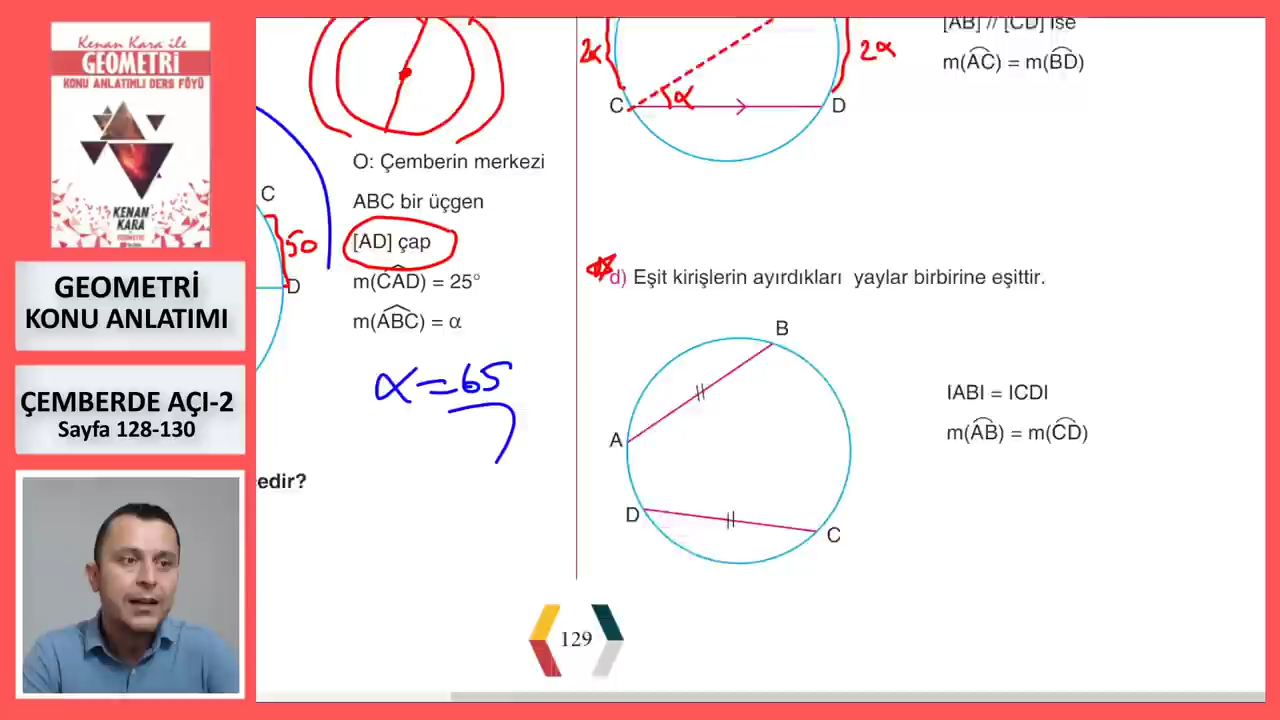 Kenan Kara ile
GEOMETRİ
KONU ANLATIMLI DERS FÖYÜ
KENAN
KARA
GEOMETRİ
KONU ANLATIMI
ÇEMBERDE AÇI-2
Sayfa 128-130
C
50
D
O: Çemberin merkezi
ABC bir üçgen
[AD] çap
m(CAD) = 25°
m(ABC) = α
α = 65
edir?
2α
2α
C
α
D
[AB] // [CD] ise
m(AC) = m(BD)
d) Eşit kirişlerin ayırdıkları yaylar birbirine eşittir.
B
A
D
C
IABI = ICDI
m(AB) = m(CD)
129